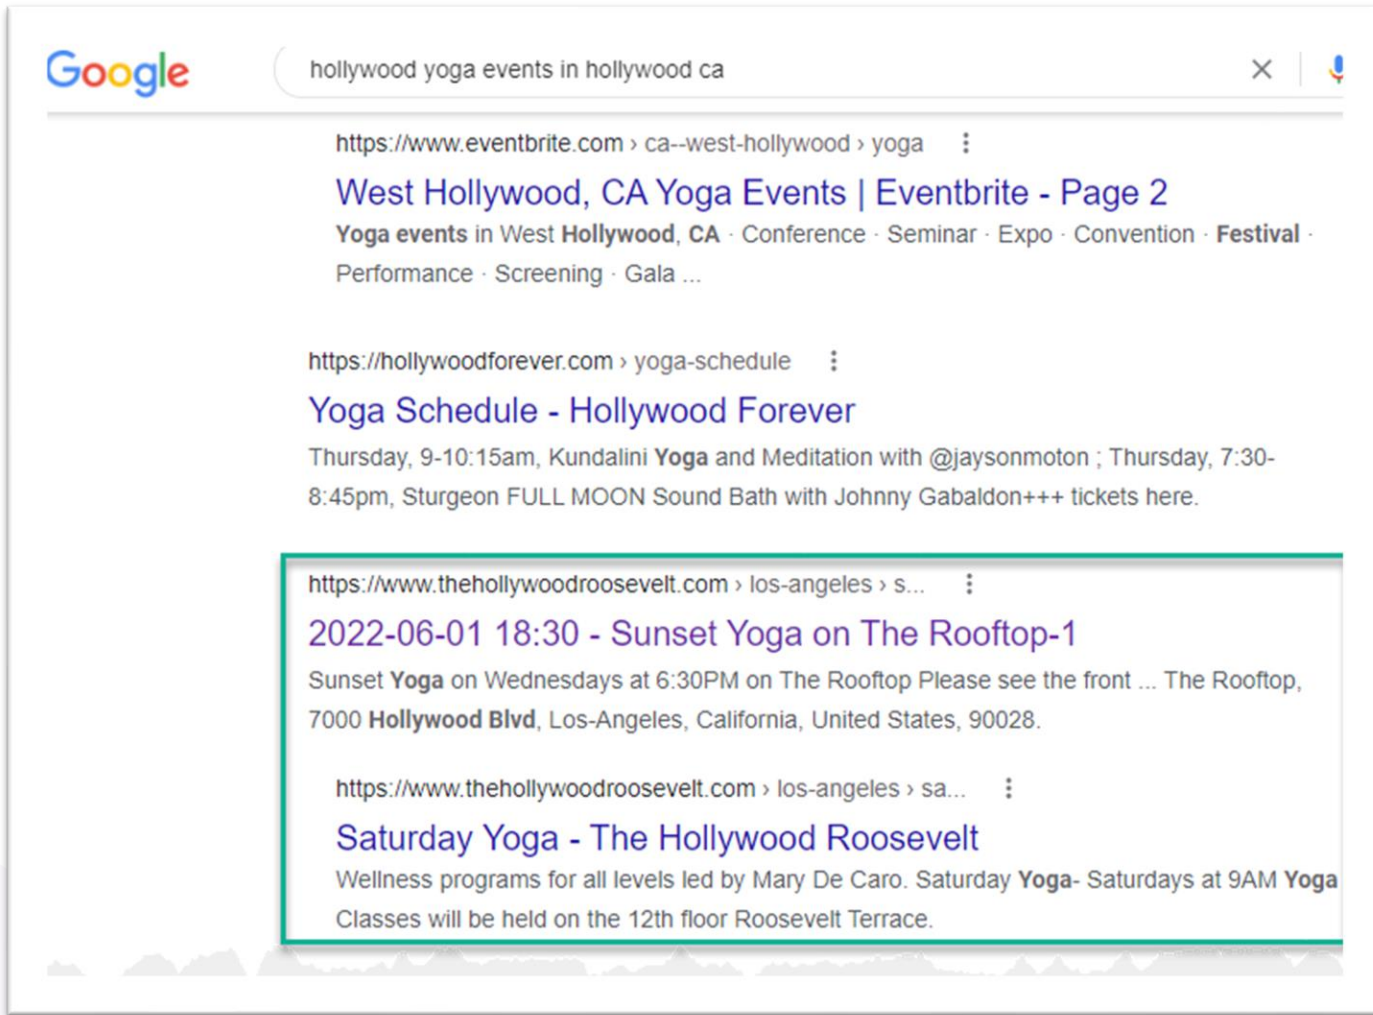 Google
hollywood yoga events in hollywood ca
https://www.eventbrite.com › ca--west-hollywood › yoga
West Hollywood, CA Yoga Events | Eventbrite - Page 2
Yoga events in West Hollywood, CA · Conference · Seminar · Expo · Convention · Festival ·
Performance · Screening · Gala ...
https://hollywoodforever.com › yoga-schedule
Yoga Schedule - Hollywood Forever
Thursday, 9-10:15am, Kundalini Yoga and Meditation with @jaysonmoton ; Thursday, 7:30-
8:45pm, Sturgeon FULL MOON Sound Bath with Johnny Gabaldon+++ tickets here.
https://www.thehollywoodroosevelt.com › los-angeles › s...
2022-06-01 18:30 - Sunset Yoga on The Rooftop-1
Sunset Yoga on Wednesdays at 6:30PM on The Rooftop Please see the front ... The Rooftop,
7000 Hollywood Blvd, Los-Angeles, California, United States, 90028.
https://www.thehollywoodroosevelt.com › los-angeles › sa...
Saturday Yoga - The Hollywood Roosevelt
Wellness programs for all levels led by Mary De Caro. Saturday Yoga- Saturdays at 9AM Yoga
Classes will be held on the 12th floor Roosevelt Terrace.